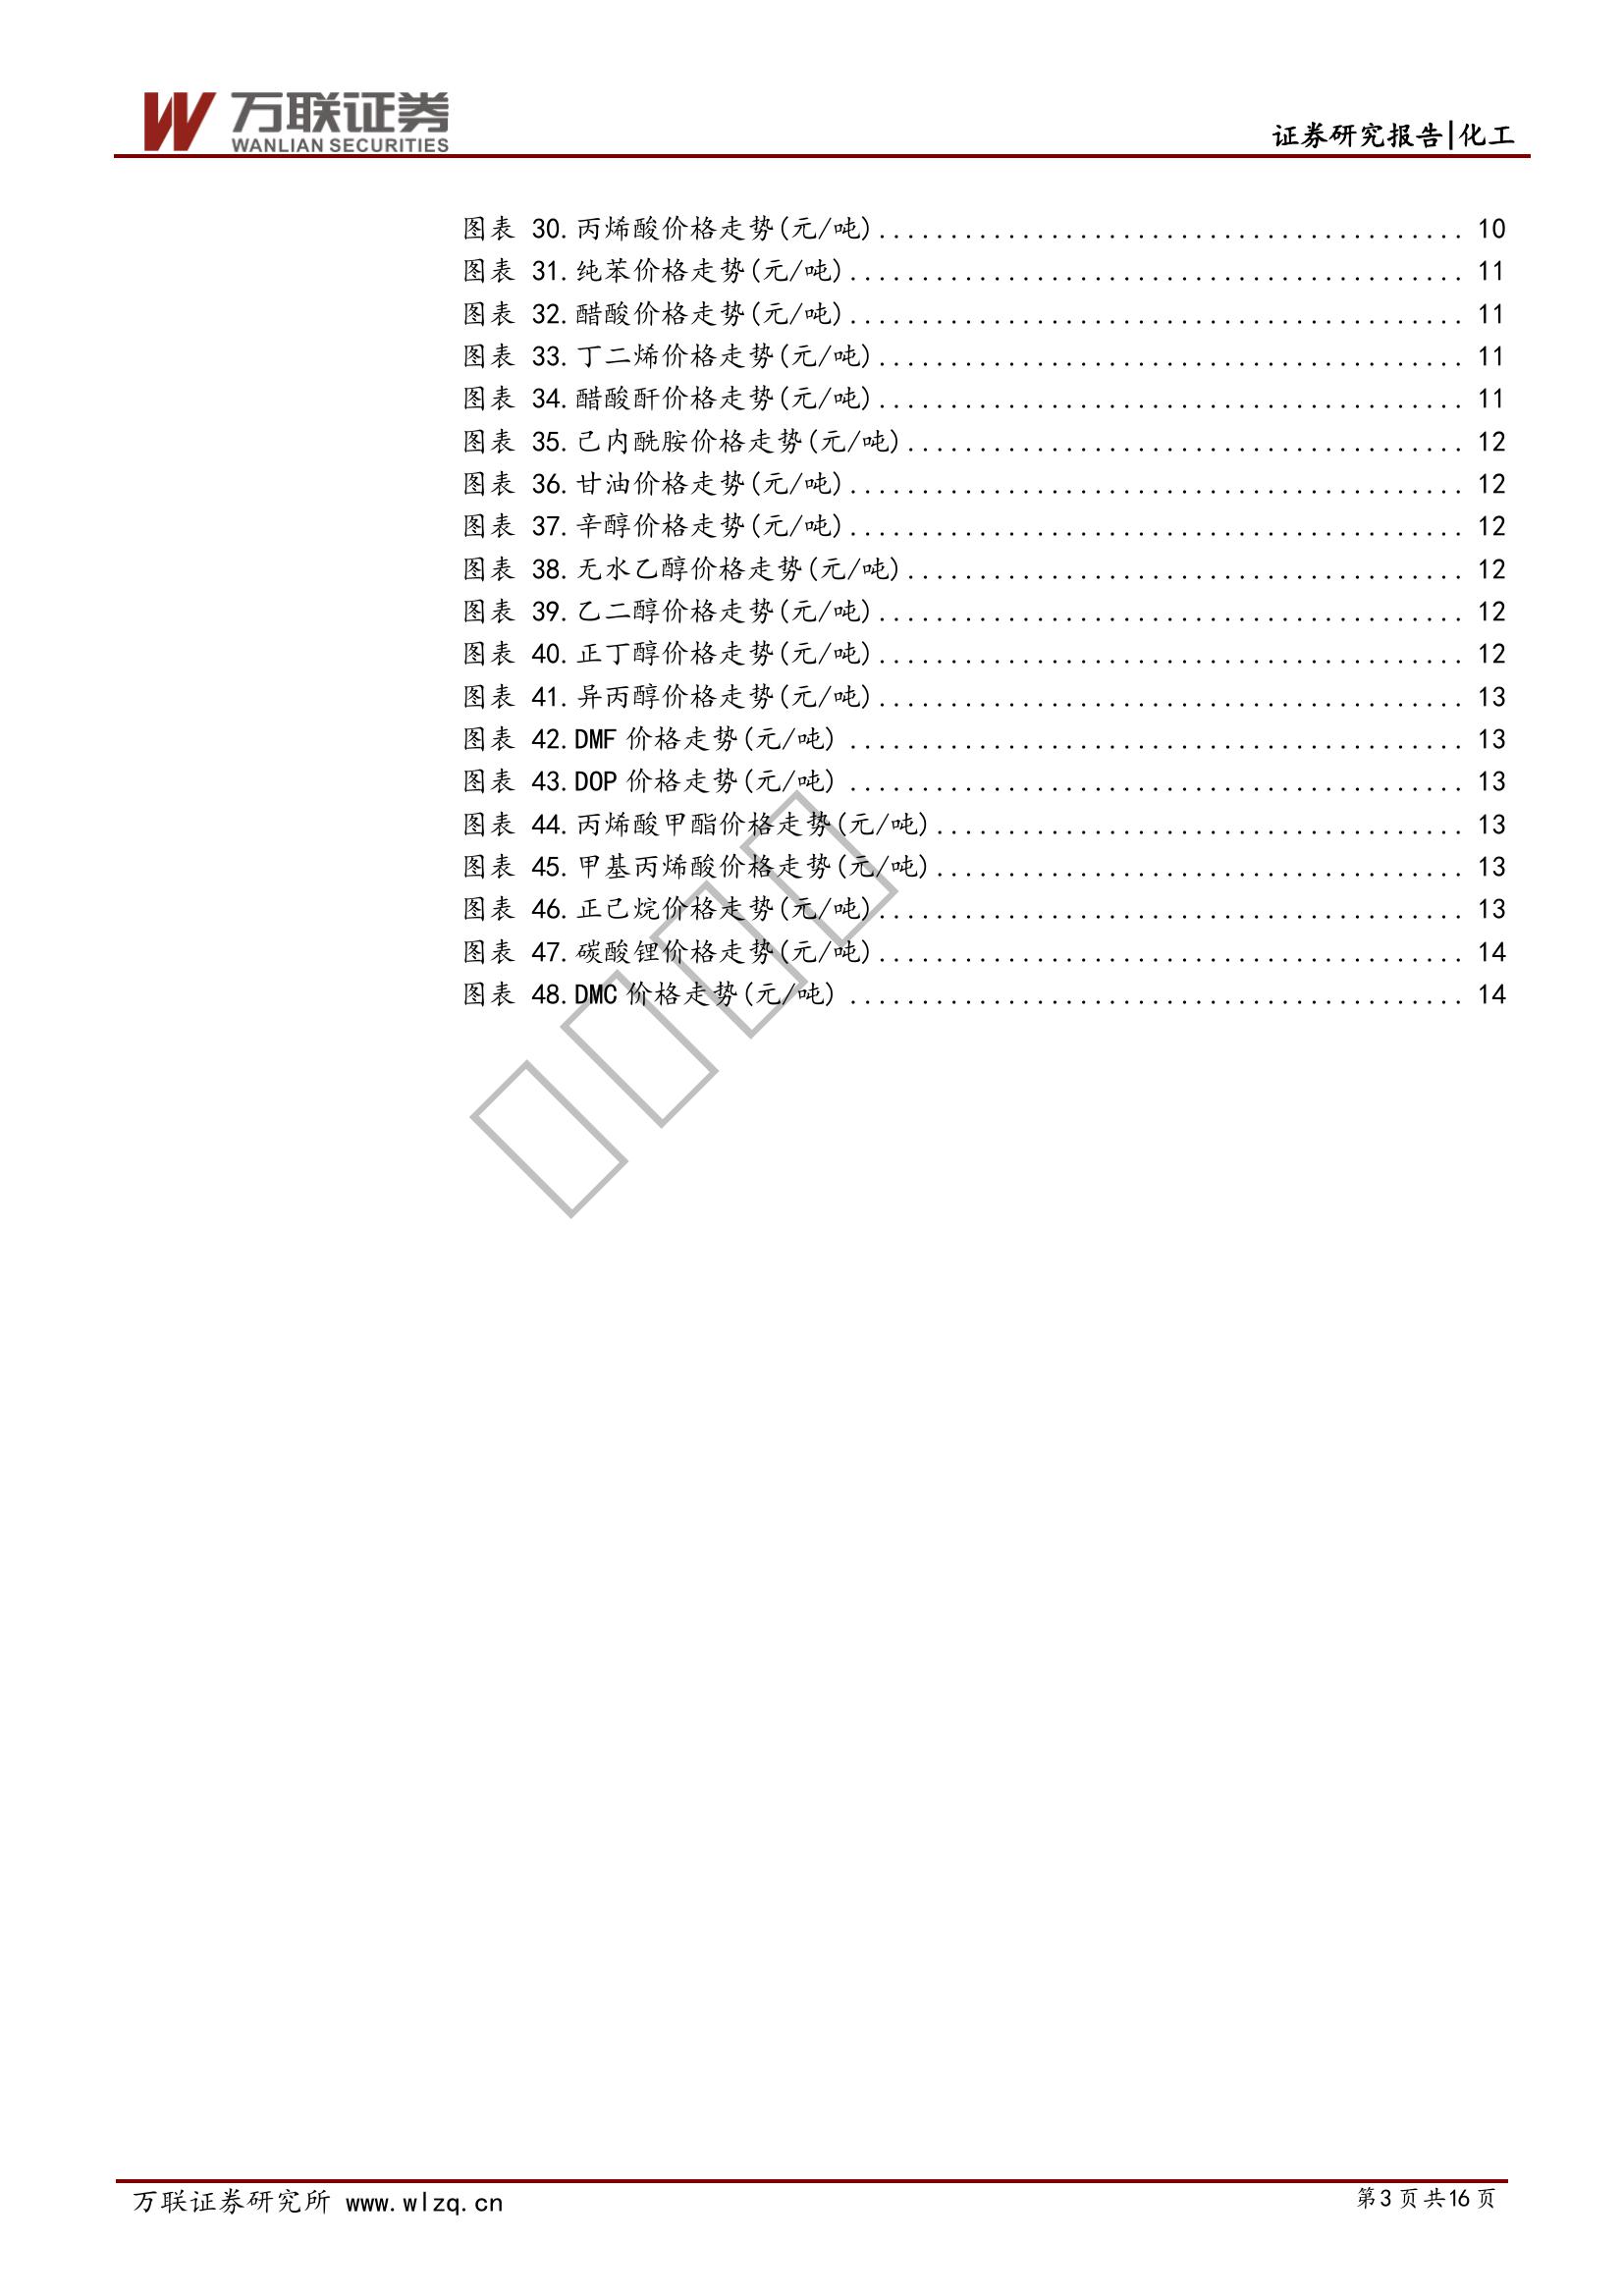 万联证券
WANLIAN SECURITIES
证券研究报告|化工
图表 30.丙烯酸价格走势(元/吨)......................................... 10
图表 31.纯苯价格走势(元/吨)........................................... 11
图表 32.醋酸价格走势(元/吨)........................................... 11
图表 33.丁二烯价格走势(元/吨)......................................... 11
图表 34.醋酸酐价格走势(元/吨)......................................... 11
图表 35.己内酰胺价格走势(元/吨)....................................... 12
图表 36.甘油价格走势(元/吨)........................................... 12
图表 37.辛醇价格走势(元/吨)........................................... 12
图表 38.无水乙醇价格走势(元/吨)....................................... 12
图表 39.乙二醇价格走势(元/吨)......................................... 12
图表 40.正丁醇价格走势(元/吨)......................................... 12
图表 41.异丙醇价格走势(元/吨)......................................... 13
图表 42.DMF 价格走势(元/吨) ........................................... 13
图表 43.DOP 价格走势(元/吨) ........................................... 13
图表 44.丙烯酸甲酯价格走势(元/吨)..................................... 13
图表 45.甲基丙烯酸价格走势(元/吨)..................................... 13
图表 46.正己烷价格走势(元/吨)......................................... 13
图表 47.碳酸锂价格走势(元/吨)......................................... 14
图表 48.DMC 价格走势(元/吨) ........................................... 14
万联证券研究所 www.wlzq.cn
第3页共16页